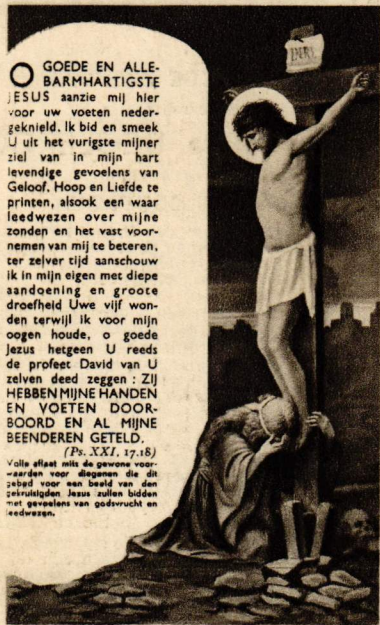 O GOEDE EN ALLE-
BARMHARTIGSTE
JESUS aanzie mij hier
voor uw voeten neder-
geknield. Ik bid en smeek
U uit het vurigste mijner
ziel van in mijn hart
levendige gevoelens van
Geloof, Hoop en Liefde te
printen, alsook een waar
leedwezen over mijne
zonden en het vast voor-
nemen van mij te beteren,
ter zelver tijd aanschouw
ik in mijn eigen met diepe
aandoening en groote
droefheid Uwe vijf won-
den terwijl ik voor mijn
oogen houde, o goede
Jezus hetgeen U reeds
de profeet David van U
zelven deed zeggen : ZIJ
HEBBEN MIJNE HANDEN
EN VOETEN DOOR-
BOORD EN AL MIJNE
BEENDEREN GETELD.
(Ps. XXI. 17.18)
Volle aflaat mits de gewone voor-
waarden voor diegenen die dit
gebed voor een beeld van den
gekruisigden Jesus zullen bidden
met gevoelens van godsvrucht en
leedwezen.